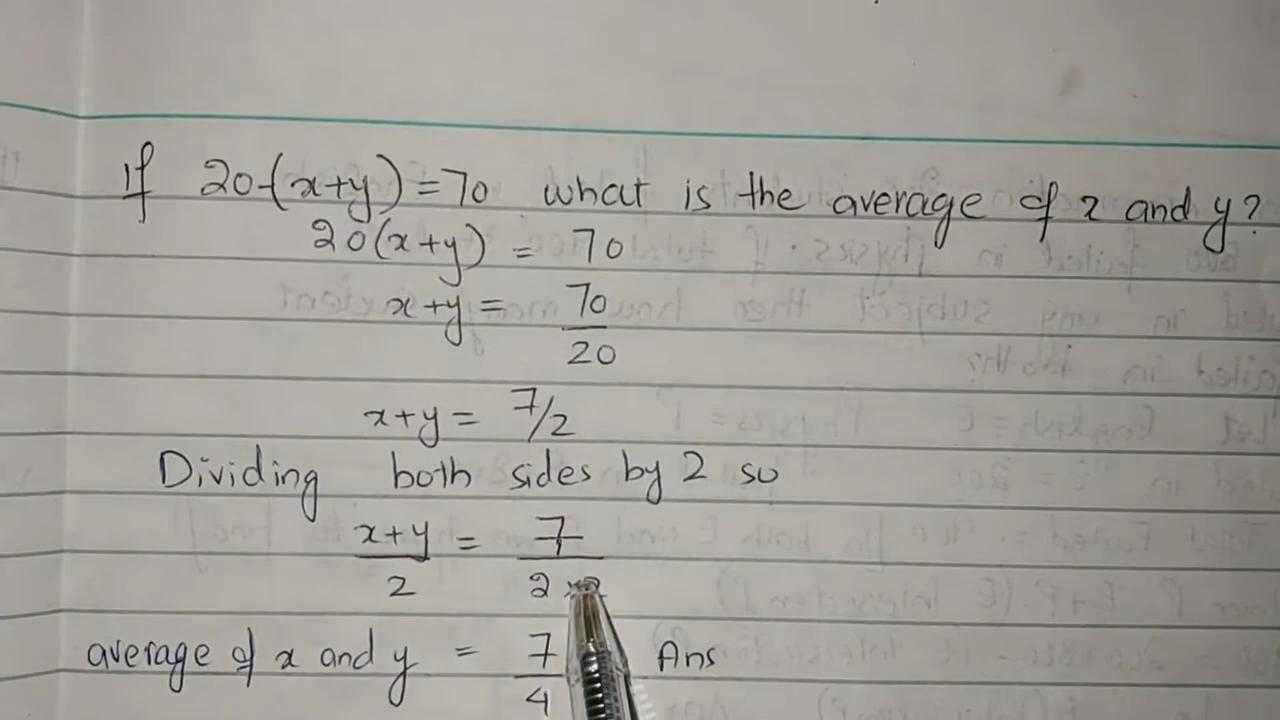 If 20-(x+y)=70 what is the average of x and y?
20(x+y) = 70
x+y = 70/20
x+y = 7/2
Dividing both sides by 2 so
x+y/2 = 7/2×2
average of x and y = 7/4 Ans